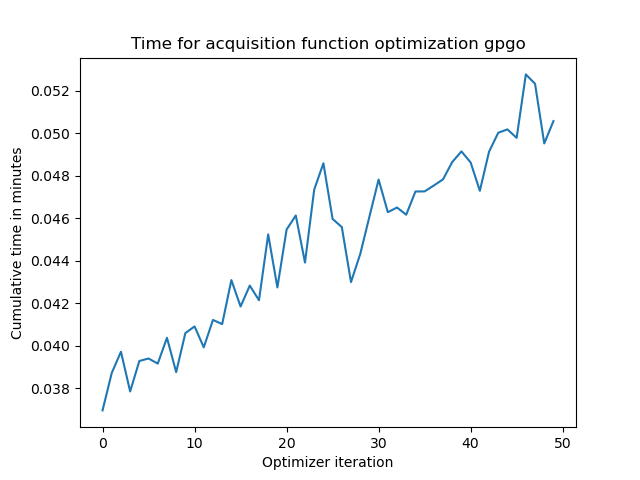 Time for acquisition function optimization gpgo
Cumulative time in minutes
0.052
0.050
0.048
0.046
0.044
0.042
0.040
0.038
0 10 20 30 40 50
Optimizer iteration